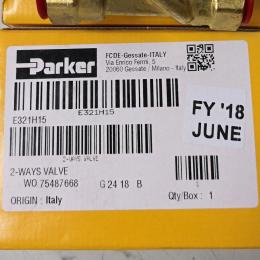 Parker
FCDE-Gessate-ITALY
Via Enrico Fermi, 5
20060 Gessate / Milano - Italy
E321H15
E321H15
FY '18
JUNE
2-WAYS VALVE
2-WAYS VALVE
WO 75487668 G 24 18 B
Qty/Box : 1
ORIGIN : Italy